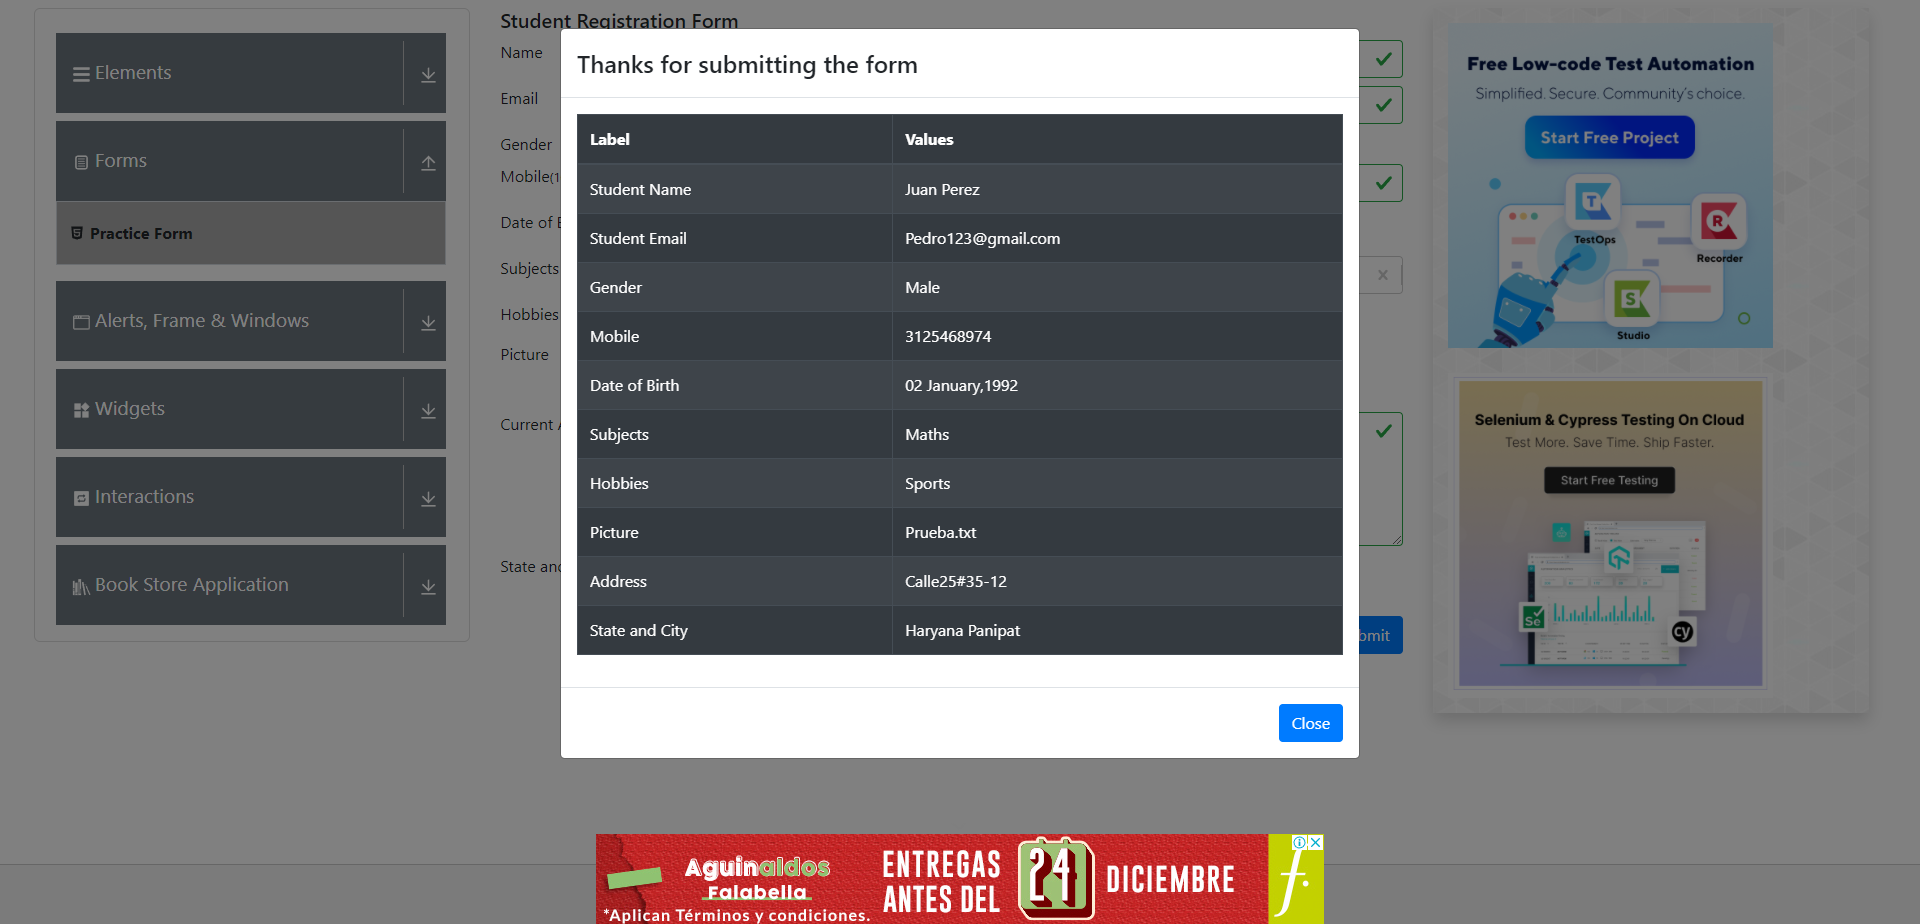 Elements
Forms
Practice Form
Alerts, Frame & Windows
Widgets
Interactions
Book Store Application
Student Registration Form
Name
Email
Gender
Mobile(1
Date of B
Subjects
Hobbies
Picture
Current A
State and
bmit
Thanks for submitting the form
Label Values
Student Name Juan Perez
Student Email Pedro123@gmail.com
Gender Male
Mobile 3125468974
Date of Birth 02 January,1992
Subjects Maths
Hobbies Sports
Picture Prueba.txt
Address Calle25#35-12
State and City Haryana Panipat
Close
Free Low-code Test Automation
Simplified. Secure. Community's choice.
Start Free Project
T
TestOps
R
Recorder
S
Studio
Selenium & Cypress Testing On Cloud
Test More. Save Time. Ship Faster.
Start Free Testing
Se
cy
Aguinaldos
Falabella
*Aplican Términos y condiciones.
ENTREGAS
ANTES DEL
24
DICIEMBRE
f.